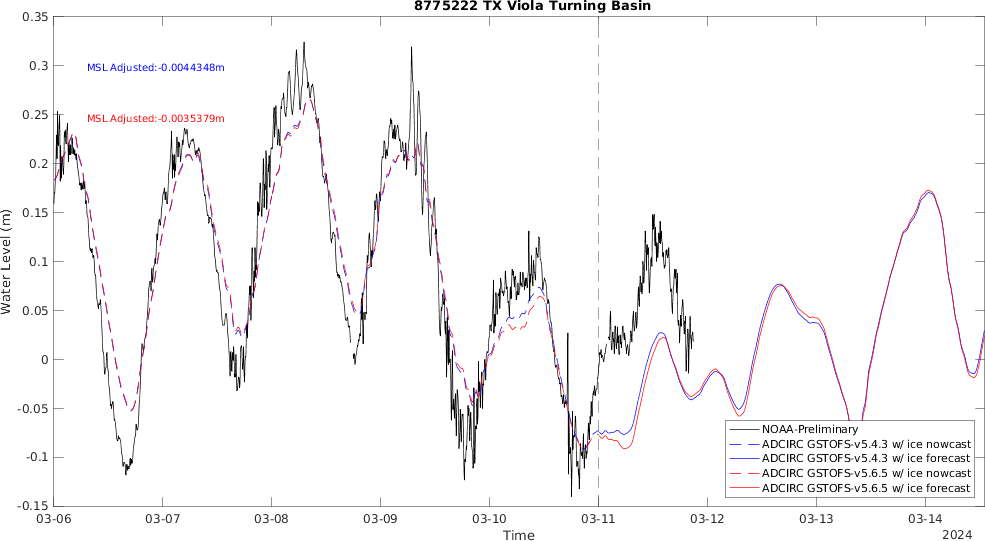 8775222 TX Viola Turning Basin
0.35
0.3
0.25
0.2
0.15
0.1
0.05
0
-0.05
-0.1
-0.15
Water Level (m)
MSL Adjusted:-0.0044348m
MSL Adjusted:-0.0035379m
NOAA-Preliminary
ADCIRC GSTOFS-v5.4.3 w/ ice nowcast
ADCIRC GSTOFS-v5.4.3 w/ ice forecast
ADCIRC GSTOFS-v5.6.5 w/ ice nowcast
ADCIRC GSTOFS-v5.6.5 w/ ice forecast
03-06 03-07 03-08 03-09 03-10 03-11 03-12 03-13 03-14
Time
2024